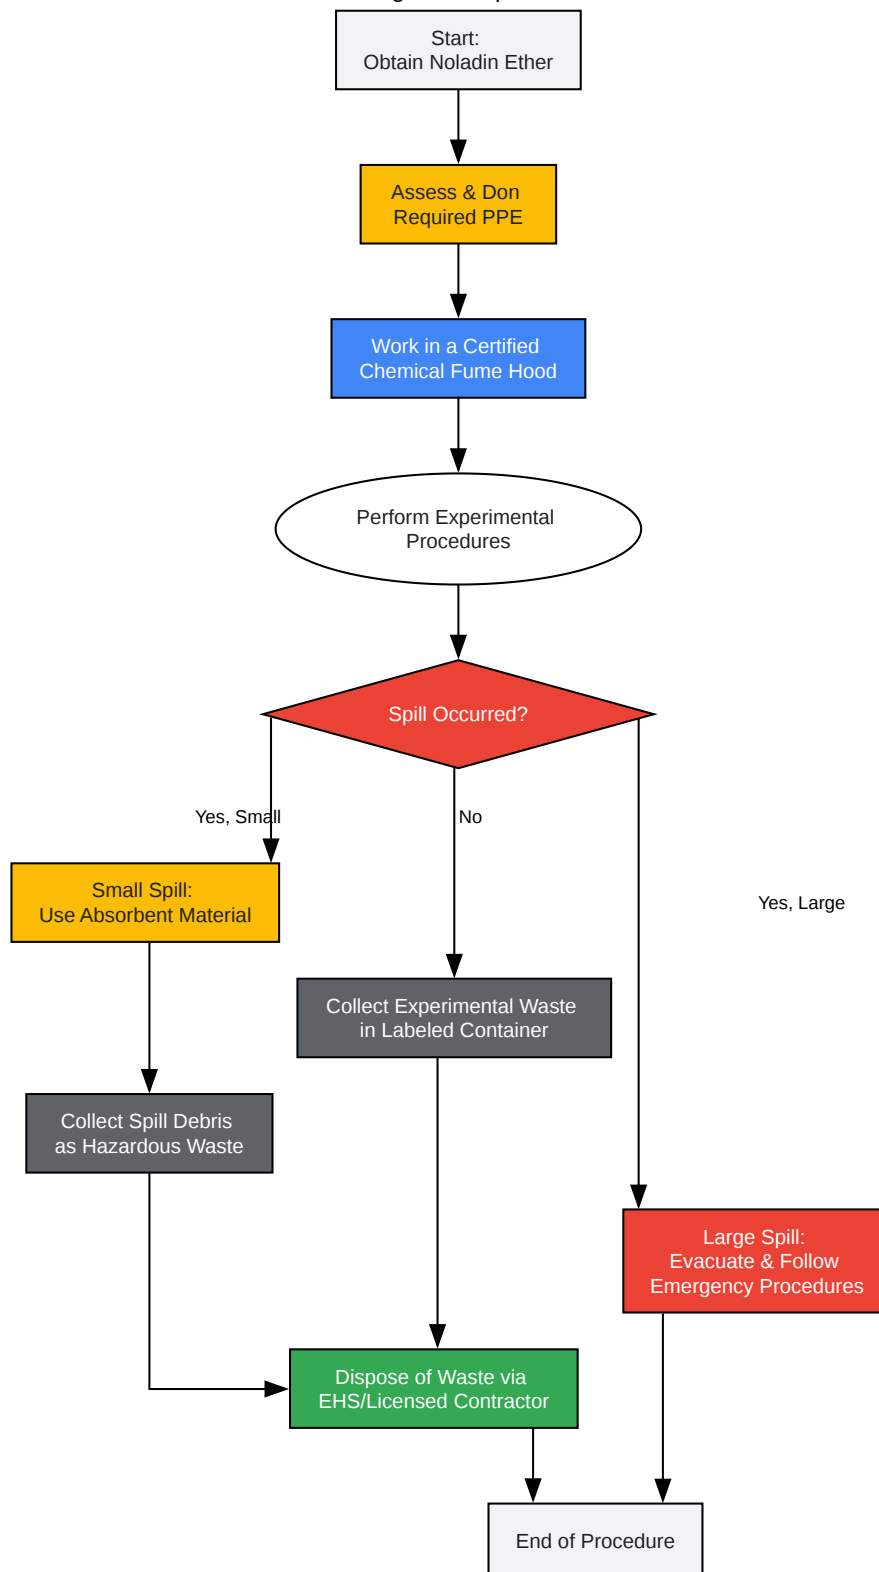 Start:
Obtain Noladin Ether
Assess & Don
Required PPE
Work in a Certified
Chemical Fume Hood
Perform Experimental
Procedures
Spill Occurred?
Yes, Small
No
Yes, Large
Small Spill:
Use Absorbent Material
Collect Experimental Waste
in Labeled Container
Collect Spill Debris
as Hazardous Waste
Large Spill:
Evacuate & Follow
Emergency Procedures
Dispose of Waste via
EHS/Licensed Contractor
End of Procedure